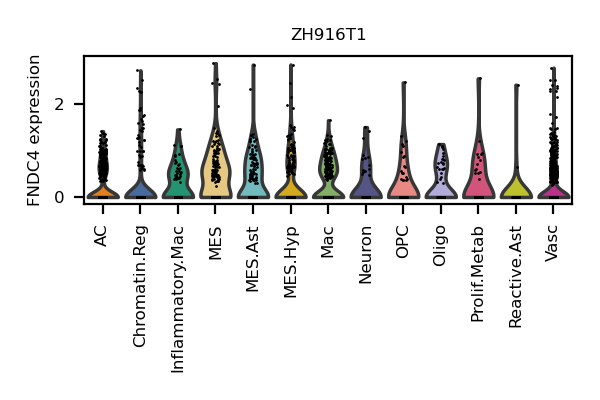 ZH916T1
FNDC4 expression
2
0
AC
Chromatin.Reg
Inflammatory.Mac
MES
MES.Ast
MES.Hyp
Mac
Neuron
OPC
Oligo
Prolif.Metab
Reactive.Ast
Vasc